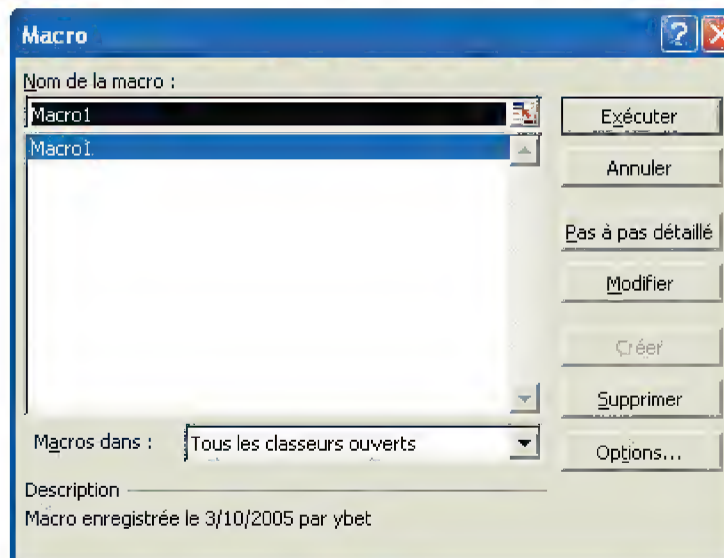 Macro
Nom de la macro :
Macro1
Macro1
Exécuter
Annuler
Pas à pas détaillé
Modifier
Créer
Supprimer
Options...
Macros dans :
Tous les classeurs ouverts
Description
Macro enregistrée le 3/10/2005 par ybet